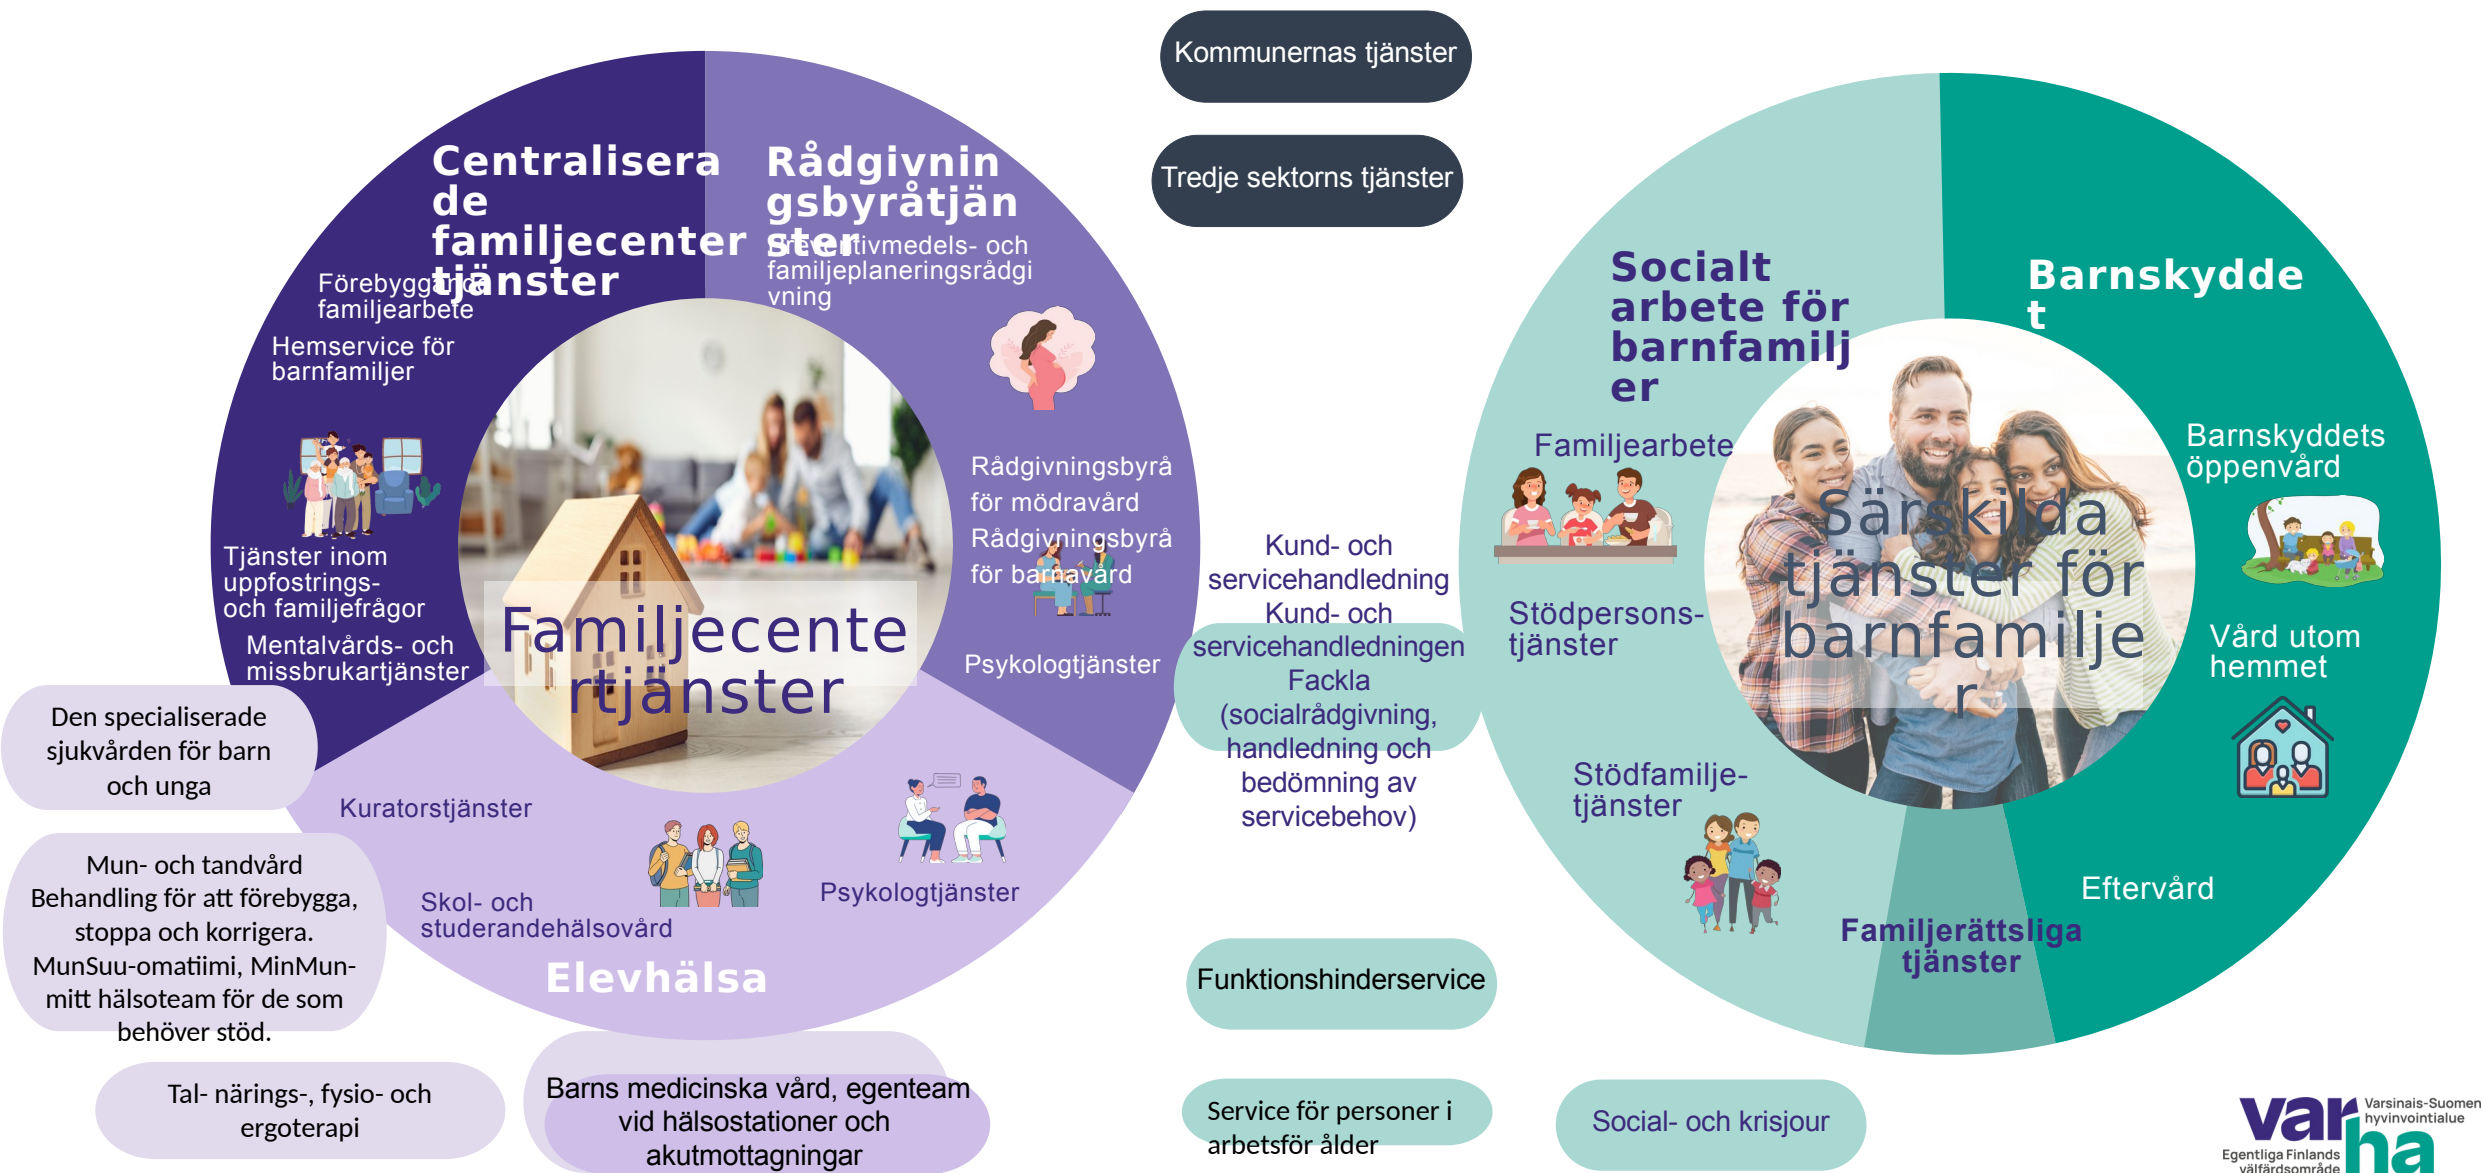 Kommunernas tjänster
Tredje sektorns tjänster
Centralisera
de
familjecenter
tjänster
Förebyggande
familjearbete
Hemservice för
barnfamiljer
Tjänster inom
uppfostrings-
och familjefrågor
Mentalvårds- och
missbrukartjänster
Rådgivnin
gsbyråtjän
ster
Preventivmedels- och
familjeplaneringsrådgi
vning
Rådgivningsbyrå
för mödravård
Rådgivningsbyrå
för barnavård
Psykologtjänster
Familjecente
rtjänster
Kuratorstjänster
Skol- och
studerandehälsovård
Psykologtjänster
Elevhälsa
Den specialiserade
sjukvården för barn
och unga
Mun- och tandvård
Behandling för att förebygga,
stoppa och korrigera.
MunSuu-omatiimi, MinMun-
mitt hälsoteam för de som
behöver stöd.
Tal- närings-, fysio- och
ergoterapi
Barns medicinska vård, egenteam
vid hälsostationer och
akutmottagningar
Kund- och
servicehandledning
Kund- och
servicehandledningen
Fackla
(socialrådgivning,
handledning och
bedömning av
servicebehov)
Funktionshinderservice
Service för personer i
arbetsför ålder
Social- och krisjour
Socialt
arbete för
barnfamilj
er
Familjearbete
Stödpersons-
tjänster
Stödfamilje-
tjänster
Särskilda
tjänster för
barnfamilje
r
Barnskydde
t
Barnskyddets
öppenvård
Vård utom
hemmet
Eftervård
Familjerättsliga
tjänster
varha
Varsinais-Suomen
hyvinvointialue
Egentliga Finlands
välfärdsområde